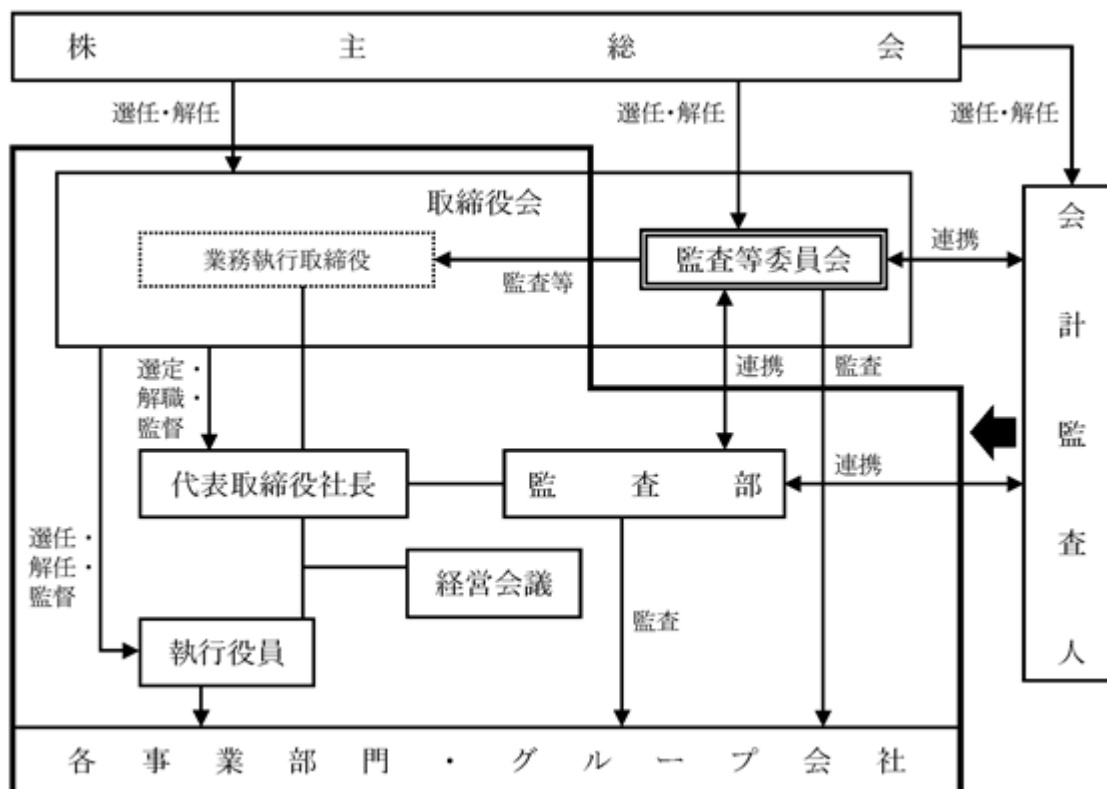 株主総会
選任・解任
選任・解任
選任・解任
取締役会
業務執行取締役
監査等
監査等委員会
連携
会計監査人
選定・
解職・
監督
連携
監査
代表取締役社長
監査部
連携
選任・
解任・
監督
経営会議
監査
執行役員
各事業部門・グループ会社